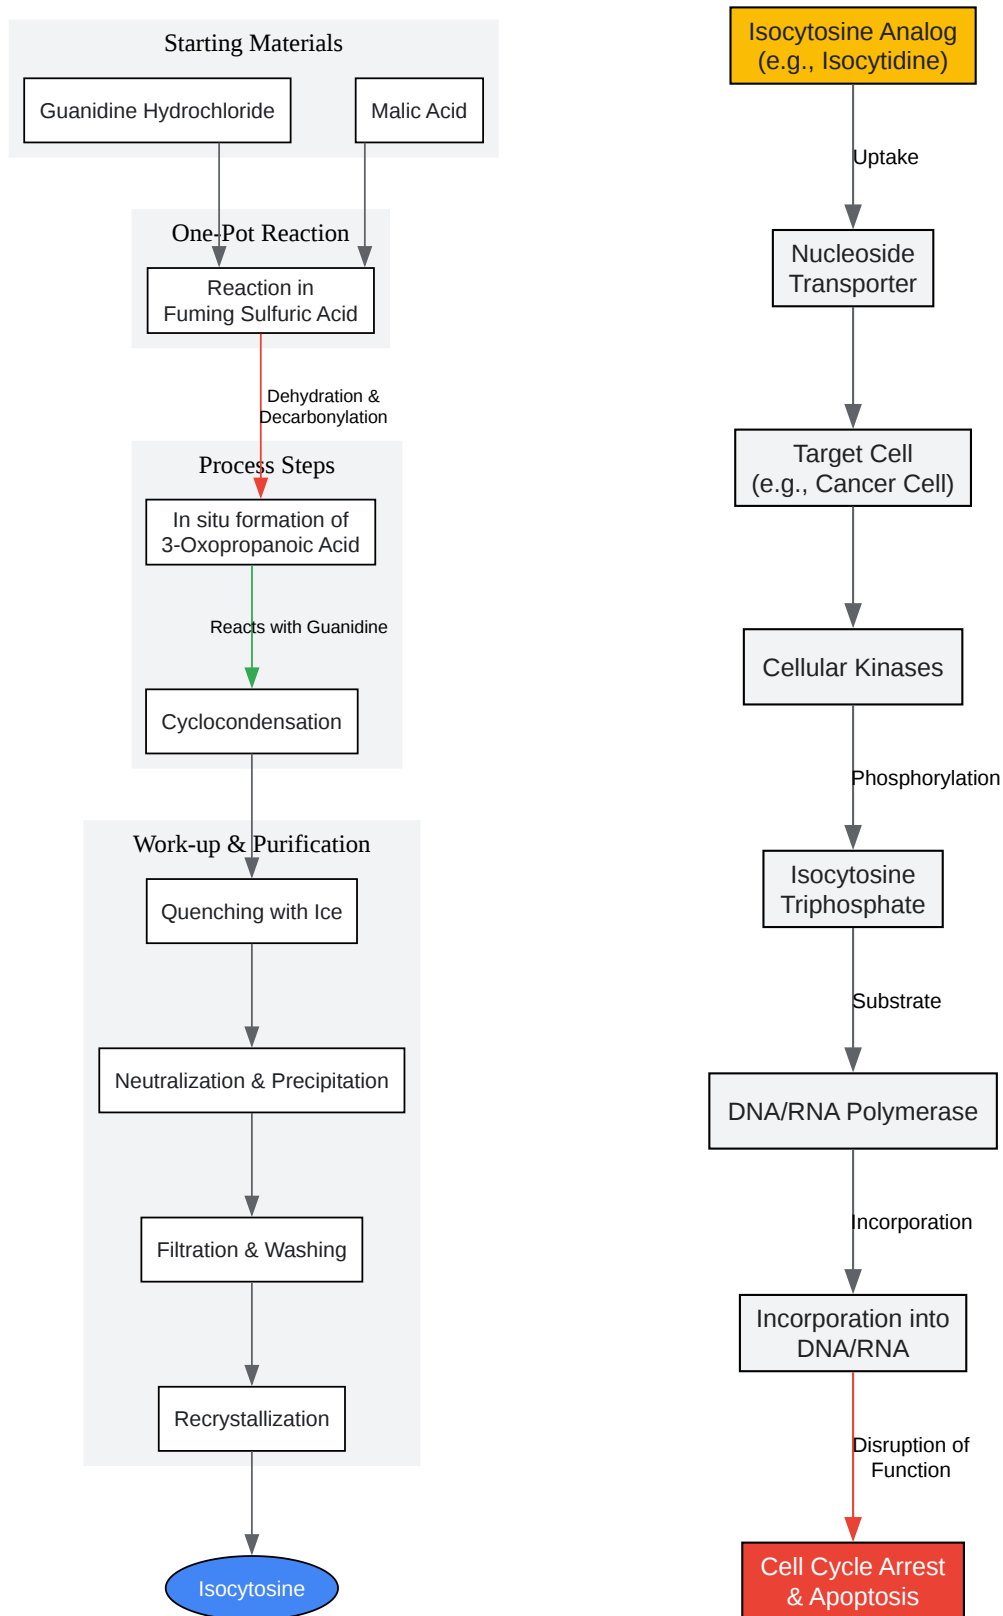 Starting Materials
Guanidine Hydrochloride
Malic Acid
One-Pot Reaction
Reaction in
Fuming Sulfuric Acid
Dehydration &
Decarbonylation
Process Steps
In situ formation of
3-Oxopropanoic Acid
Reacts with Guanidine
Cyclocondensation
Work-up & Purification
Quenching with Ice
Neutralization & Precipitation
Filtration & Washing
Recrystallization
Isocytosine
Isocytosine Analog
(e.g., Isocytidine)
Uptake
Nucleoside
Transporter
Target Cell
(e.g., Cancer Cell)
Cellular Kinases
Phosphorylation
Isocytosine
Triphosphate
Substrate
DNA/RNA Polymerase
Incorporation
Incorporation into
DNA/RNA
Disruption of
Function
Cell Cycle Arrest
& Apoptosis